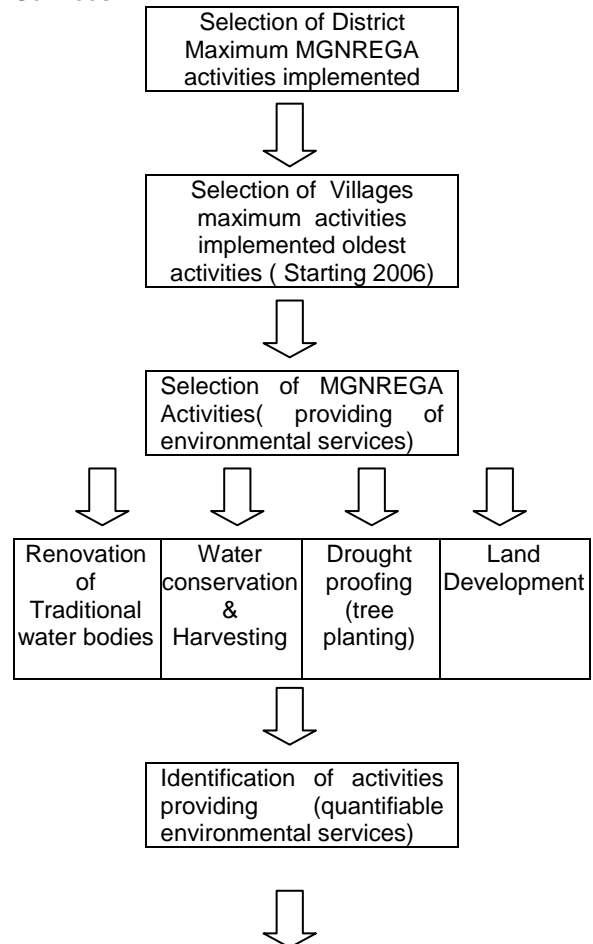 Selection of District
Maximum MGNREGA
activities implemented
Selection of Villages
maximum activities
implemented oldest
activities ( Starting 2006)
Selection of MGNREGA
Activities( providing of
environmental services)
Renovation
of
Traditional
water bodies
Water
conservation
&
Harvesting
Drought
proofing
(tree
planting)
Land
Development
Identification of activities
providing (quantifiable
environmental services)